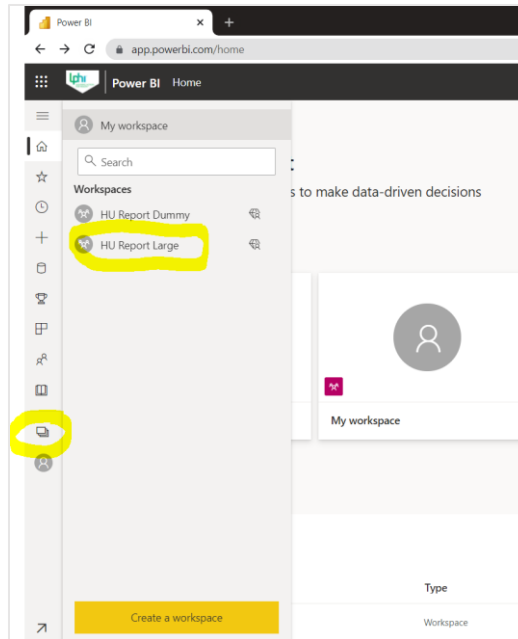 Power BI
app.powerbi.com/home
lphi
Power BI Home
My workspace
Search
Workspaces
s to make data-driven decisions
HU Report Dummy
HU Report Large
My workspace
Type
Create a workspace
Workspace